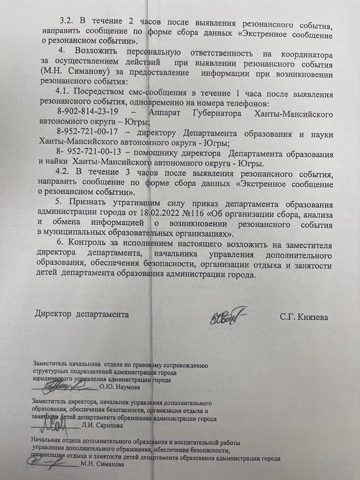 3.2. В течение 2 часов после выявления резонансного события,
направить сообщение по форме сбора данных «Экстренное сообщение
о резонансном событии».
4. Возложить персональную ответственность на координатора
за осуществлением действий при выявлении резонансного события
(М.Н. Симанову) за предоставление информации при возникновении
резонансного события:
4.1. Посредством смс-сообщения в течение 1 часа после выявления
резонансного события, одновременно на номера телефонов:
8-902-814-23-19 – Аппарат Губернатора Ханты-Мансийского
автономного округа – Югры;
8-952-721-00-17 – директору Департамента образования и науки
Ханты-Мансийского автономного округа - Югры;
8- 952-721-00-13 – помощнику директора Департамента образования
и найки Ханты-Мансийского автономного округа - Югры.
4.2. В течение 3 часов после выявления резонансного события,
направить сообщение по форме сбора данных «Экстренное сообщение
о резонансном событии».
5. Признать утратившим силу приказ департамента образования
администрации города от 18.02.2022 №116 «Об организации сбора, анализа
и обмена информацией о возникновении резонансного события
в муниципальных образовательных организациях».
6. Контроль за исполнением настоящего возложить на заместителя
директора департамента, начальника управления дополнительного
образования, обеспечения безопасности, организации отдыха и занятости
детей департамента образования администрации города.
Директор департамента С.Г. Князева
Заместитель начальника отдела по правовому сопровождению
структурных подразделений администрации города
юридического управления администрации города
О.Ю. Наумова
Заместитель директора, начальник управления дополнительного
образования, обеспечения безопасности, организация отдыха и
занятости детей департамента образования администрации города
Л.И. Сарилова
Начальник отдела дополнительного образования и воспитательной работы
управления дополнительного образования, обеспечения безопасности,
организации отдыха и занятости детей департамента образования администрации города
М.Н. Симанова